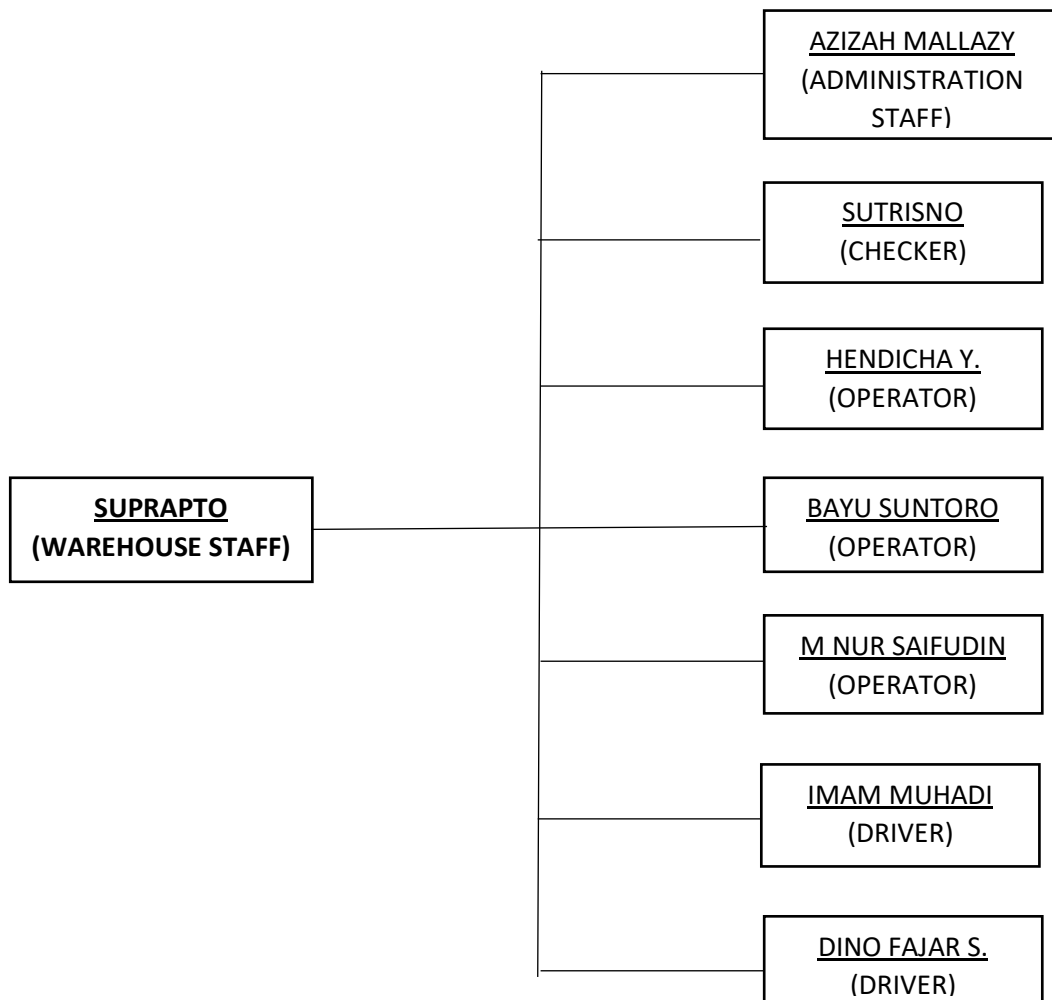 AZIZAH MALLAZY
(ADMINISTRATION
STAFF)
SUTRISNO
(CHECKER)
HENDICHA Y.
(OPERATOR)
SUPRAPTO
(WAREHOUSE STAFF)
BAYU SUNTORO
(OPERATOR)
M NUR SAIFUDIN
(OPERATOR)
IMAM MUHADI
(DRIVER)
DINO FAJAR S.
(DRIVER)